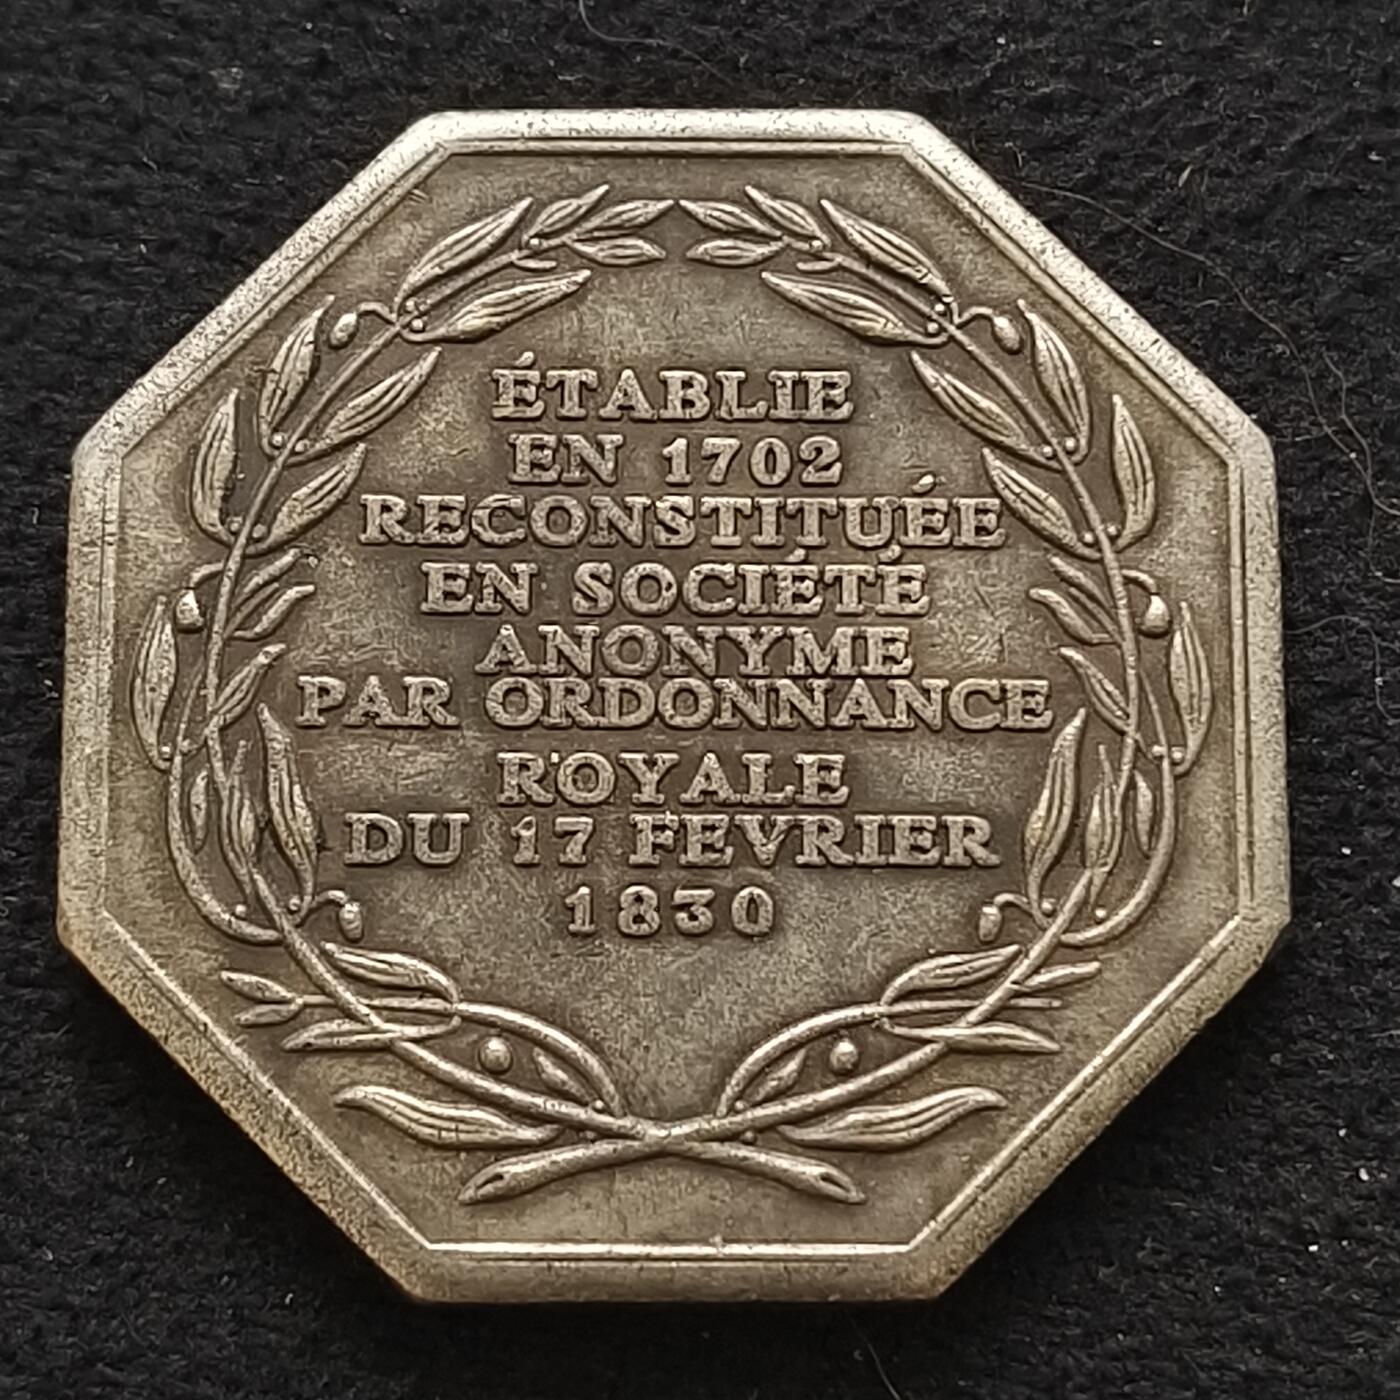 ÉTABLIE
EN 1702
RECONSTITUÉE
EN SOCIÉTÉ
ANONYME
PAR ORDONNANCE
ROYALE
DU 17 FEVRIER
1830